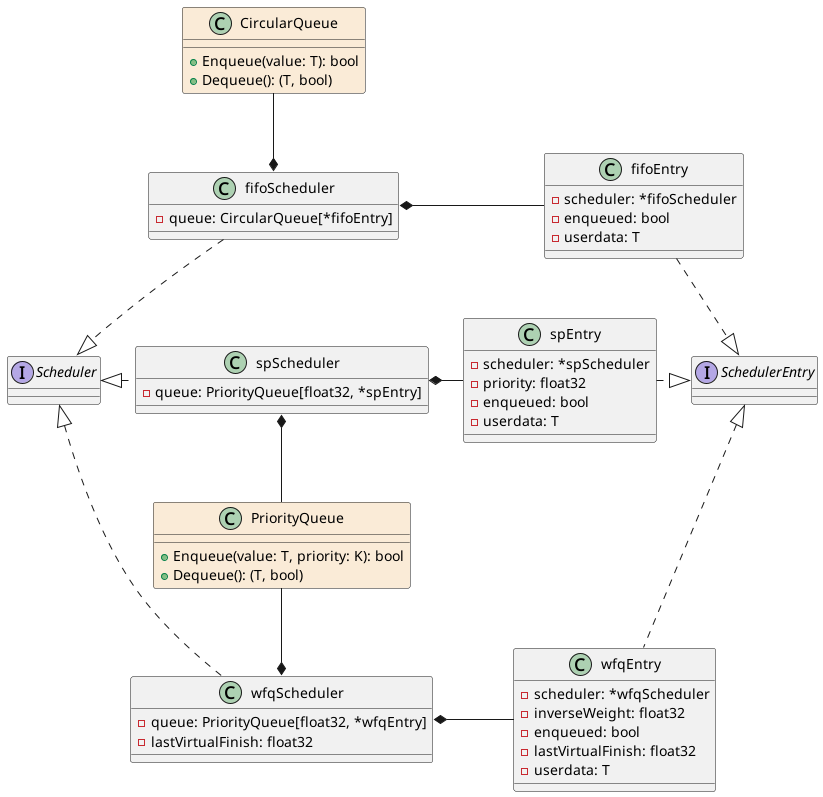 C CircularQueue
Enqueue(value: T): bool
Dequeue(): (T, bool)
C fifoScheduler
queue: CircularQueue[*fifoEntry]
C fifoEntry
scheduler: *fifoScheduler
enqueued: bool
userdata: T
I Scheduler
C spScheduler
queue: PriorityQueue[float32, *spEntry]
C spEntry
scheduler: *spScheduler
priority: float32
enqueued: bool
userdata: T
I SchedulerEntry
C PriorityQueue
Enqueue(value: T, priority: K): bool
Dequeue(): (T, bool)
C wfqScheduler
queue: PriorityQueue[float32, *wfqEntry]
lastVirtualFinish: float32
C wfqEntry
scheduler: *wfqScheduler
inverseWeight: float32
enqueued: bool
lastVirtualFinish: float32
userdata: T